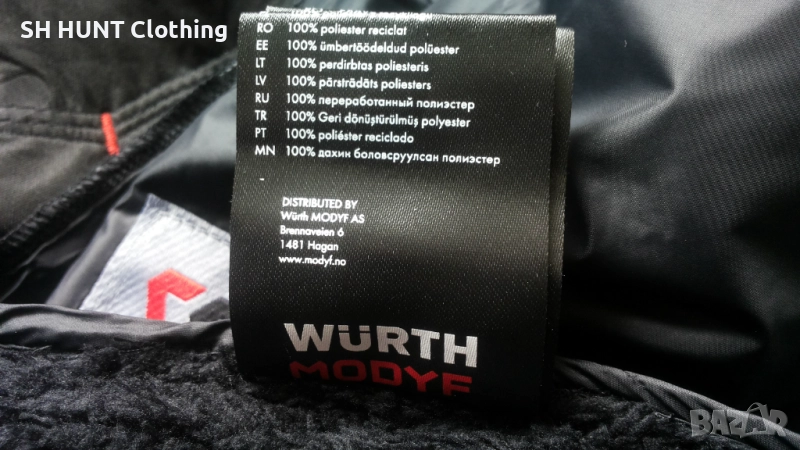 SH HUNT Clothing
RO 100% poliester reciclat
EE 100% ümbertöödeldud polüester
LT 100% perdirbtas poliesteris
LV 100% pārstrādāts poliesters
RU 100% переработанный полиэстер
TR 100% Geri dönüştürülmüş polyester
PT 100% poliéster reciclado
MN 100% дахин боловсруулсан полиэстер
DISTRIBUTED BY
Würth MODYF AS
Brennaveien 6
1481 Hagan
www.modyf.no
WÜRTH
MODYF
BAZAR